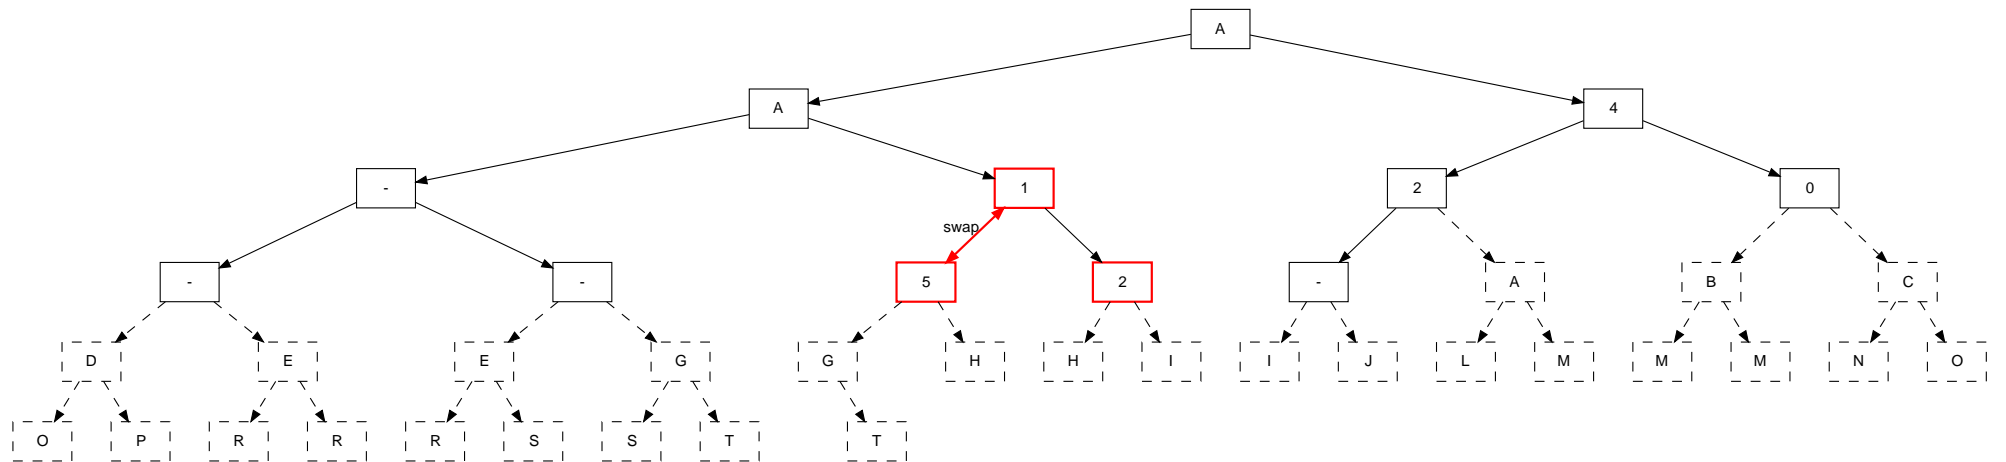 A
A 4
- 1 2 0
swap
- - 5 2 - A B C
D E E G G H H I I J L M M M N O
O P R R R S S T T